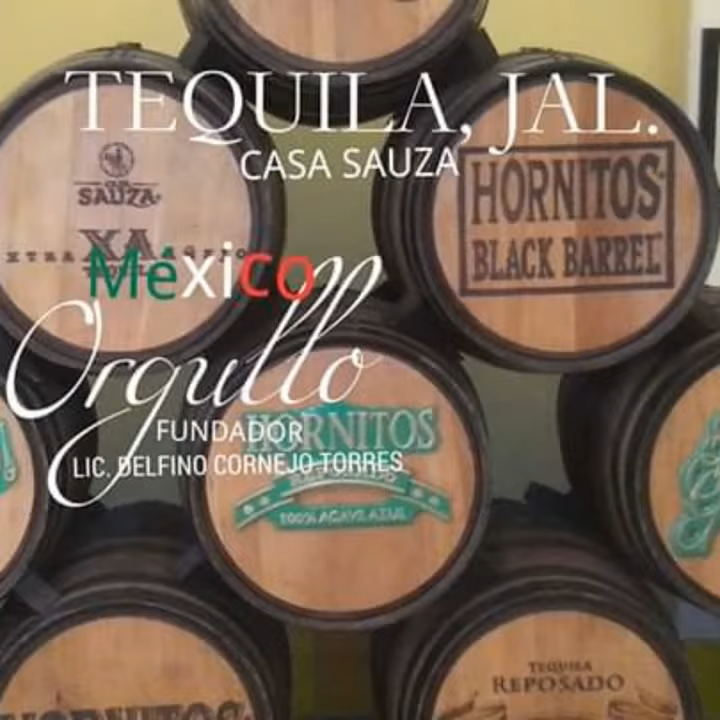 TEQUILA, JAL.
CASA SAUZA
SAUZA
XA
HORNITOS
BLACK BARREL
México
Orgullo
FUNDADOR
LIC. DELFINO CORNEJO TORRES
HORNITOS
REPOSADO
100% AGAVE AZUL
TEQUILA
REPOSADO
HORNITOS